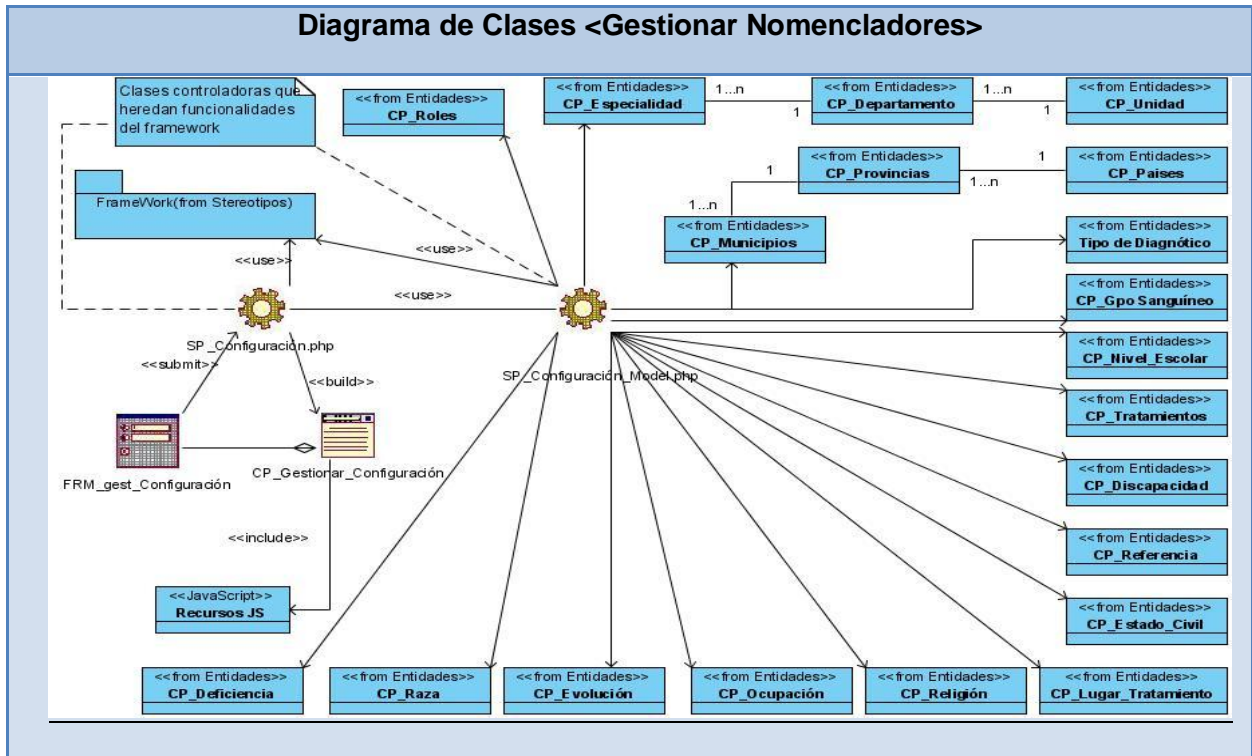 Diagrama de Clases <Gestionar Nomencladores>
Clases controladoras que
heredan funcionalidades
del framework
<<from Entidades>>
CP_Roles
<<from Entidades>>
CP_Especialidad
1...n
1
<<from Entidades>>
CP_Departamento
1...n
1
<<from Entidades>>
CP_Unidad
<<from Entidades>>
CP_Provincias
1
1...n
<<from Entidades>>
CP_Paises
1
1...n
<<from Entidades>>
CP_Municipios
<<from Entidades>>
Tipo de Diagnótico
FrameWork(from Stereotipos)
<<use>>
<<use>>
<<use>>
<<from Entidades>>
CP_Gpo Sanguíneo
SP_Configuración.php
<<submit>>
<<build>>
SP_Configuración_Model.php
<<from Entidades>>
CP_Nivel_Escolar
<<from Entidades>>
CP_Tratamientos
FRM_gest_Configuración
CP_Gestionar_Configuración
<<from Entidades>>
CP_Discapacidad
<<include>>
<<from Entidades>>
CP_Referencia
<<JavaScript>>
Recursos JS
<<from Entidades>>
CP_Estado_Civil
<<from Entidades>>
CP_Deficiencia
<<from Entidades>>
CP_Raza
<<from Entidades>>
CP_Evolución
<<from Entidades>>
CP_Ocupación
<<from Entidades>>
CP_Religión
<<from Entidades>>
CP_Lugar_Tratamiento